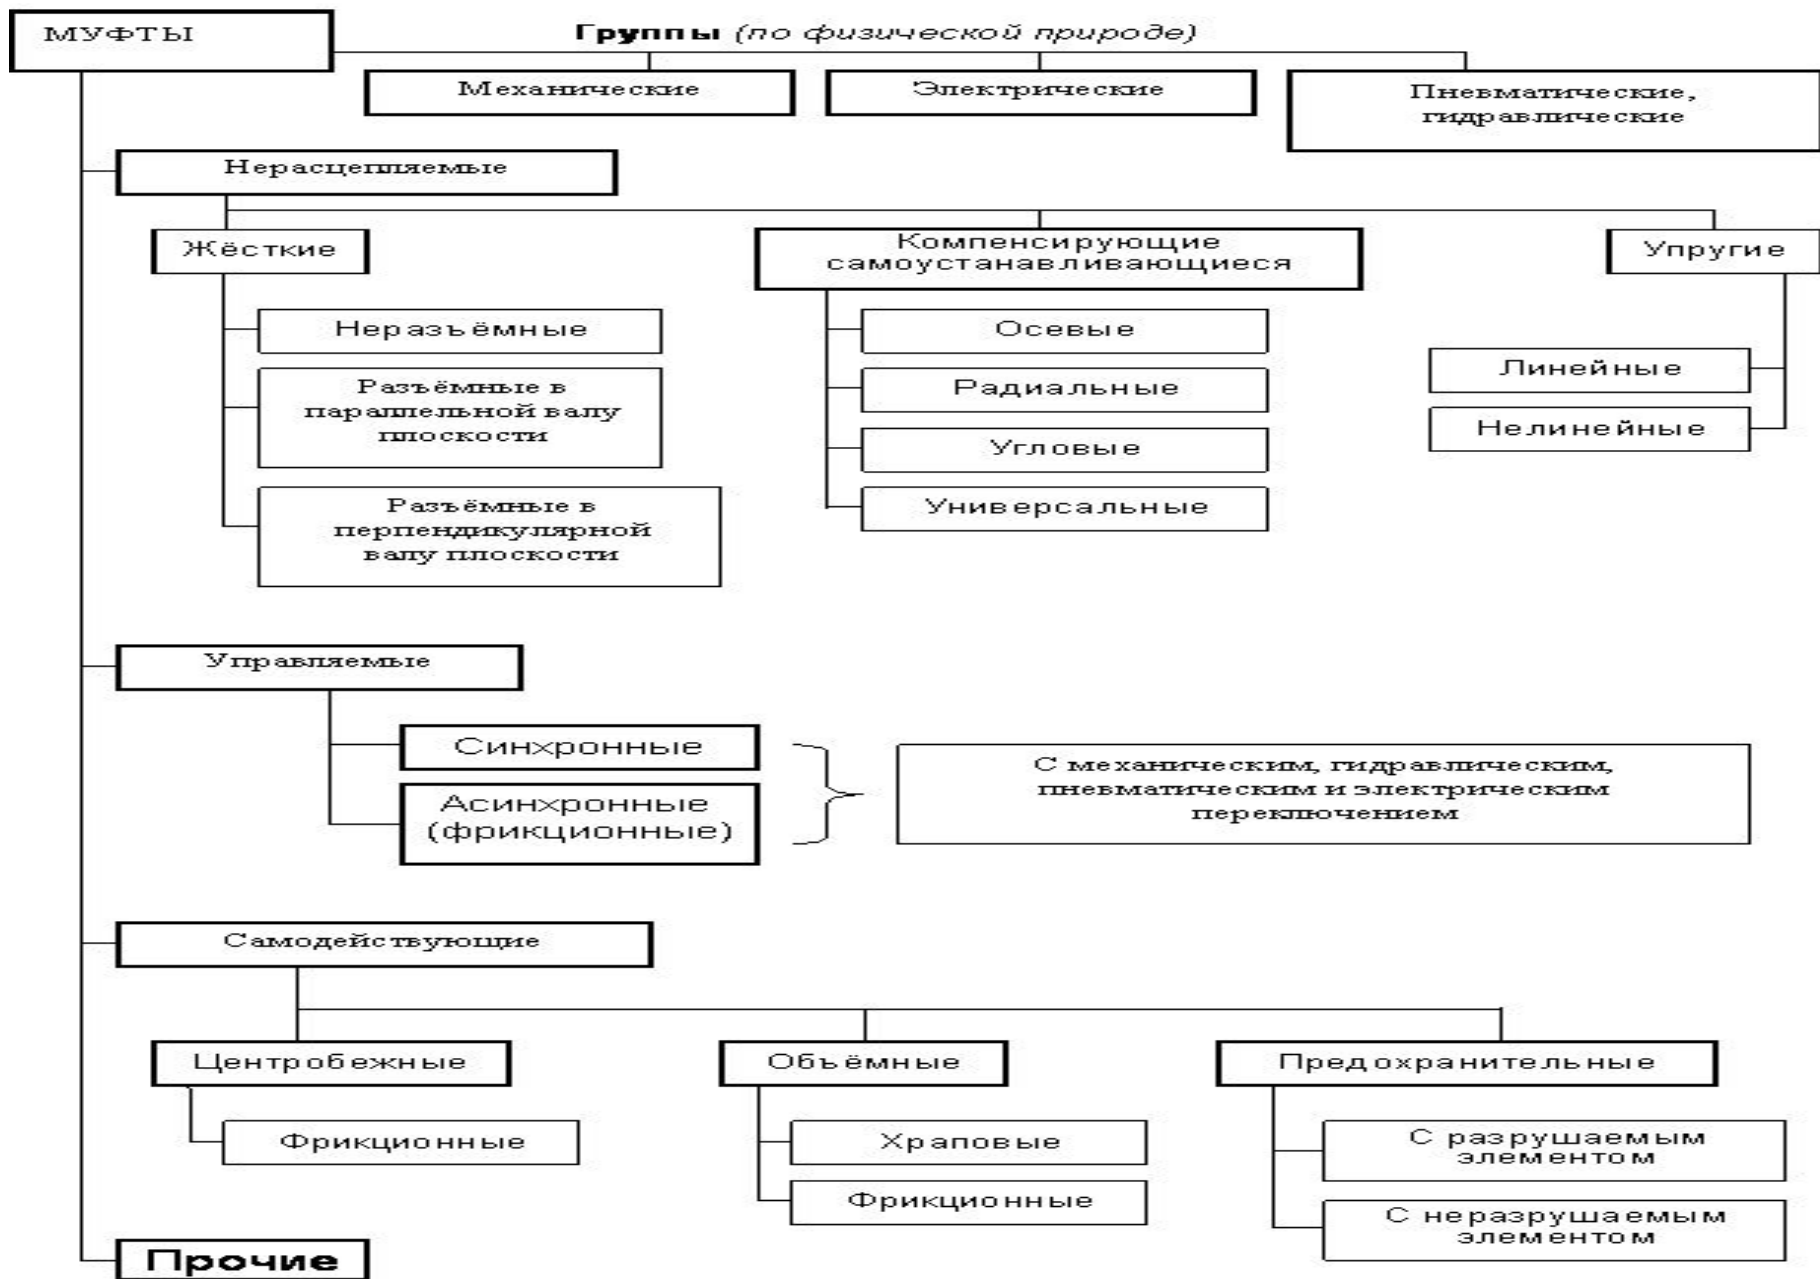 МУФТЫ
Группы (по физической природе)
Механические
Электрические
Пневматические,
гидравлические
Нерасцепляемые
Жёсткие
Компенсирующие
самоустанавливающиеся
Упругие
Неразъёмные
Разъёмные в
параллельной валу
плоскости
Разъёмные в
перпендикулярной
валу плоскости
Осевые
Радиальные
Угловые
Универсальные
Линейные
Нелинейные
Управляемые
Синхронные
Асинхронные
(фрикционные)
С механическим, гидравлическим,
пневматическим и электрическим
переключением
Самодействующие
Центробежные
Фрикционные
Объёмные
Храповые
Фрикционные
Предохранительные
С разрушаемым
элементом
С неразрушаемым
элементом
Прочие